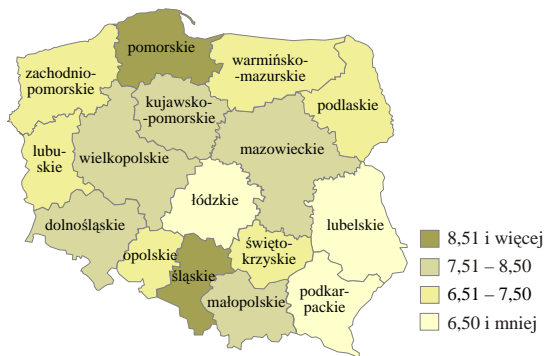 pomorskie
zachodnio-
-pomorskie
warmińsko-
-mazurskie
podlaskie
kujawsko-
-pomorskie
lubu-
skie
wielkopolskie
mazowieckie
łódzkie
lubelskie
dolnośląskie
opolskie
śląskie
święto-
krzyskie
małopolskie
podkar-
packie
8,51 i więcej
7,51 – 8,50
6,51 – 7,50
6,50 i mniej